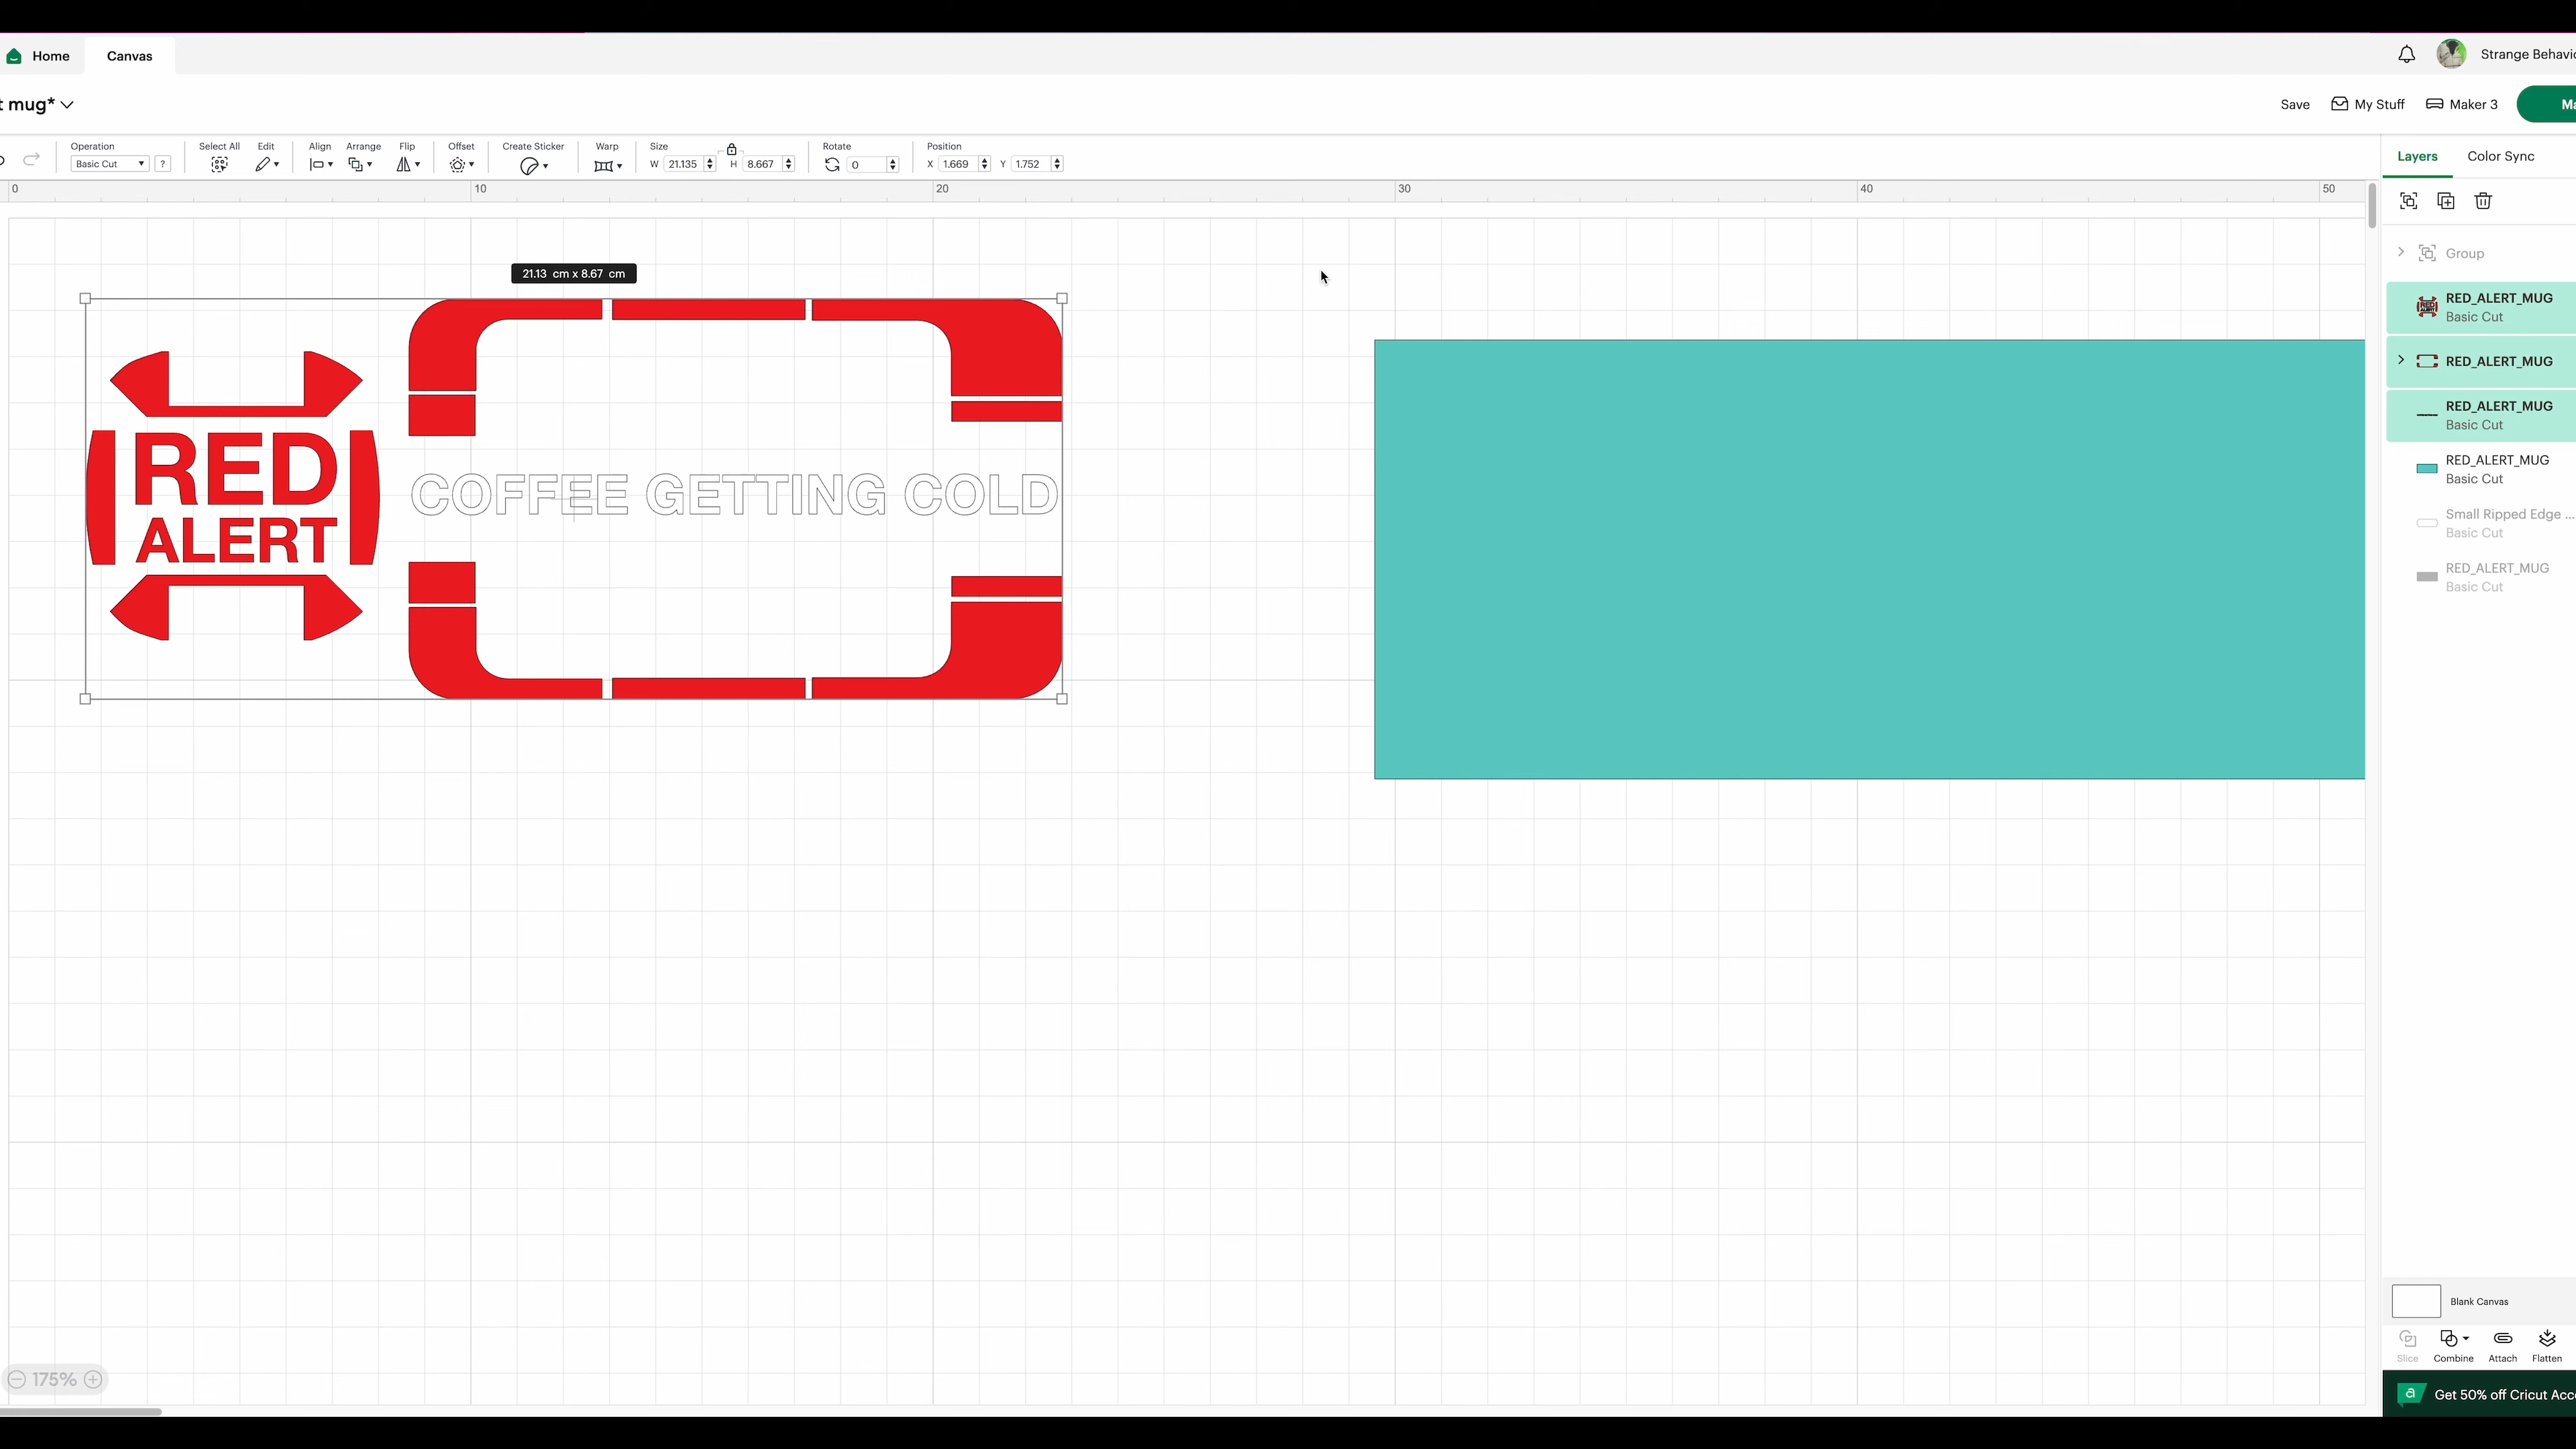 Home
Canvas
Strange Behavio
t mug*
Save
My Stuff
Maker 3
Ma
Operation
Basic Cut
?
Select All
Edit
Align
Arrange
Flip
Offset
Create Sticker
Warp
Size
W 21.135
H 8.667
Rotate
0
Position
X 1.669
Y 1.752
Layers
Color Sync
0 10 20 30 40 50
Group
21.13 cm x 8.67 cm
RED_ALERT_MUG
Basic Cut
RED_ALERT_MUG
RED_ALERT_MUG
Basic Cut
RED_ALERT_MUG
Basic Cut
Small Ripped Edge ...
Basic Cut
RED_ALERT_MUG
Basic Cut
RED
ALERT
COFFEE GETTING COLD
Blank Canvas
Slice
Combine
Attach
Flatten
175%
a
Get 50% off Cricut Acce